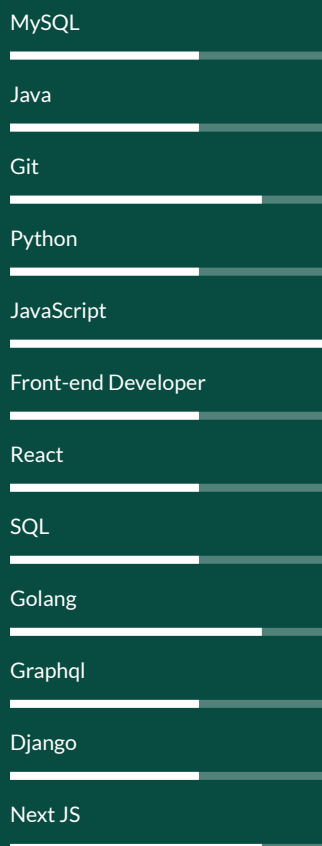 MySQL
Java
Git
Python
JavaScript
Front-end Developer
React
SQL
Golang
Graphql
Django
Next JS